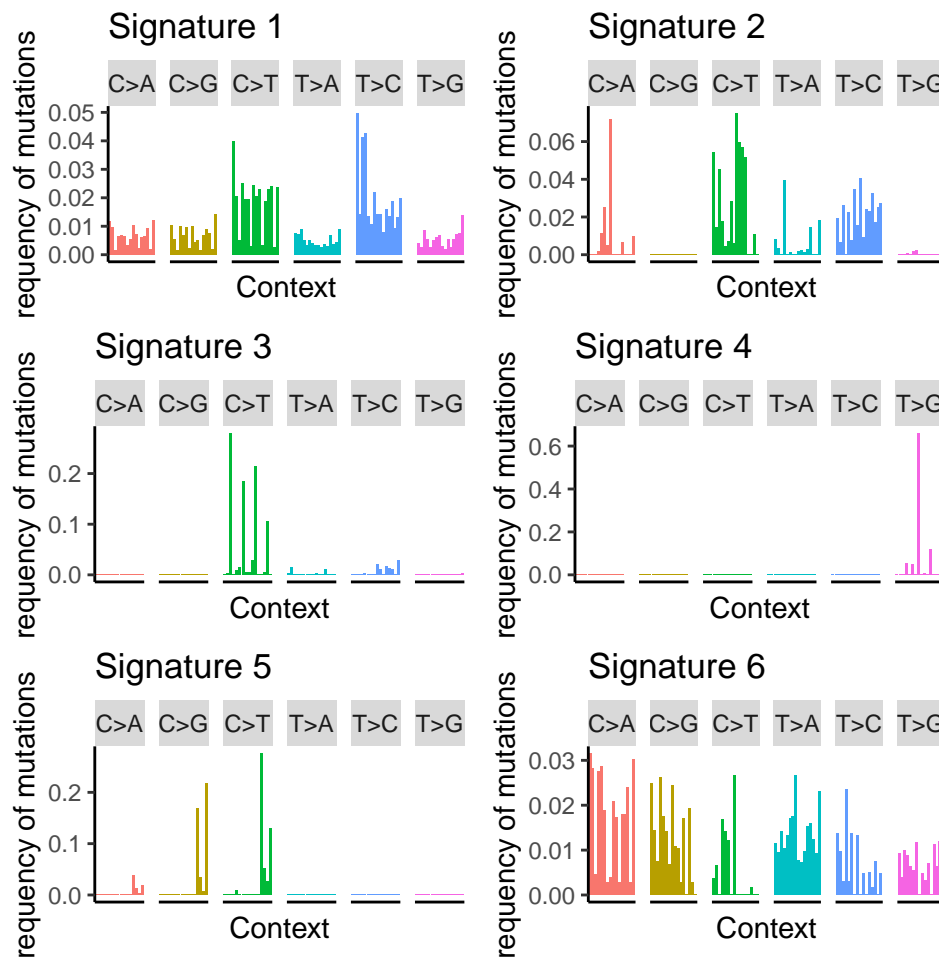 Signature 1
C>A C>G C>T T>A T>C T>G
requency of mutations
0.05
0.04
0.03
0.02
0.01
0.00
Context
Signature 2
C>A C>G C>T T>A T>C T>G
requency of mutations
0.06
0.04
0.02
0.00
Context
Signature 3
C>A C>G C>T T>A T>C T>G
requency of mutations
0.2
0.1
0.0
Context
Signature 4
C>A C>G C>T T>A T>C T>G
requency of mutations
0.6
0.4
0.2
0.0
Context
Signature 5
C>A C>G C>T T>A T>C T>G
requency of mutations
0.2
0.1
0.0
Context
Signature 6
C>A C>G C>T T>A T>C T>G
requency of mutations
0.03
0.02
0.01
0.00
Context